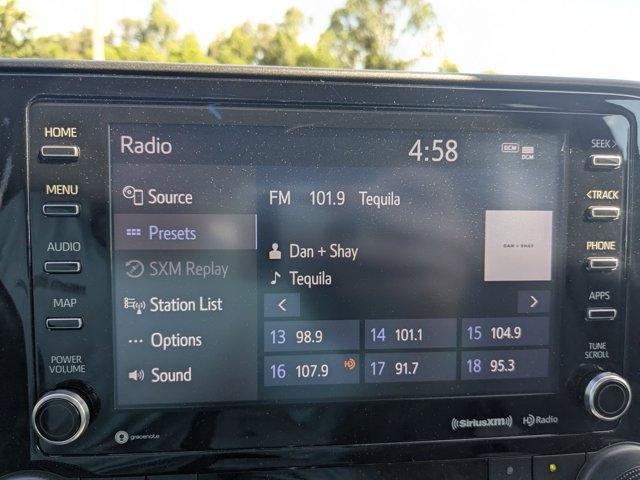 HOME
MENU
AUDIO
MAP
POWER
VOLUME
Radio
4:58
DCM
DCM
Source
Presets
SXM Replay
Station List
Options
Sound
FM 101.9 Tequila
Dan + Shay
Tequila
DAN + SHAY
< >
13 98.9 14 101.1 15 104.9
16 107.9 HD 17 91.7 18 95.3
gracenote
((SiriusXM)) HD Radio
SEEK >
< TRACK
PHONE
APPS
TUNE
SCROLL